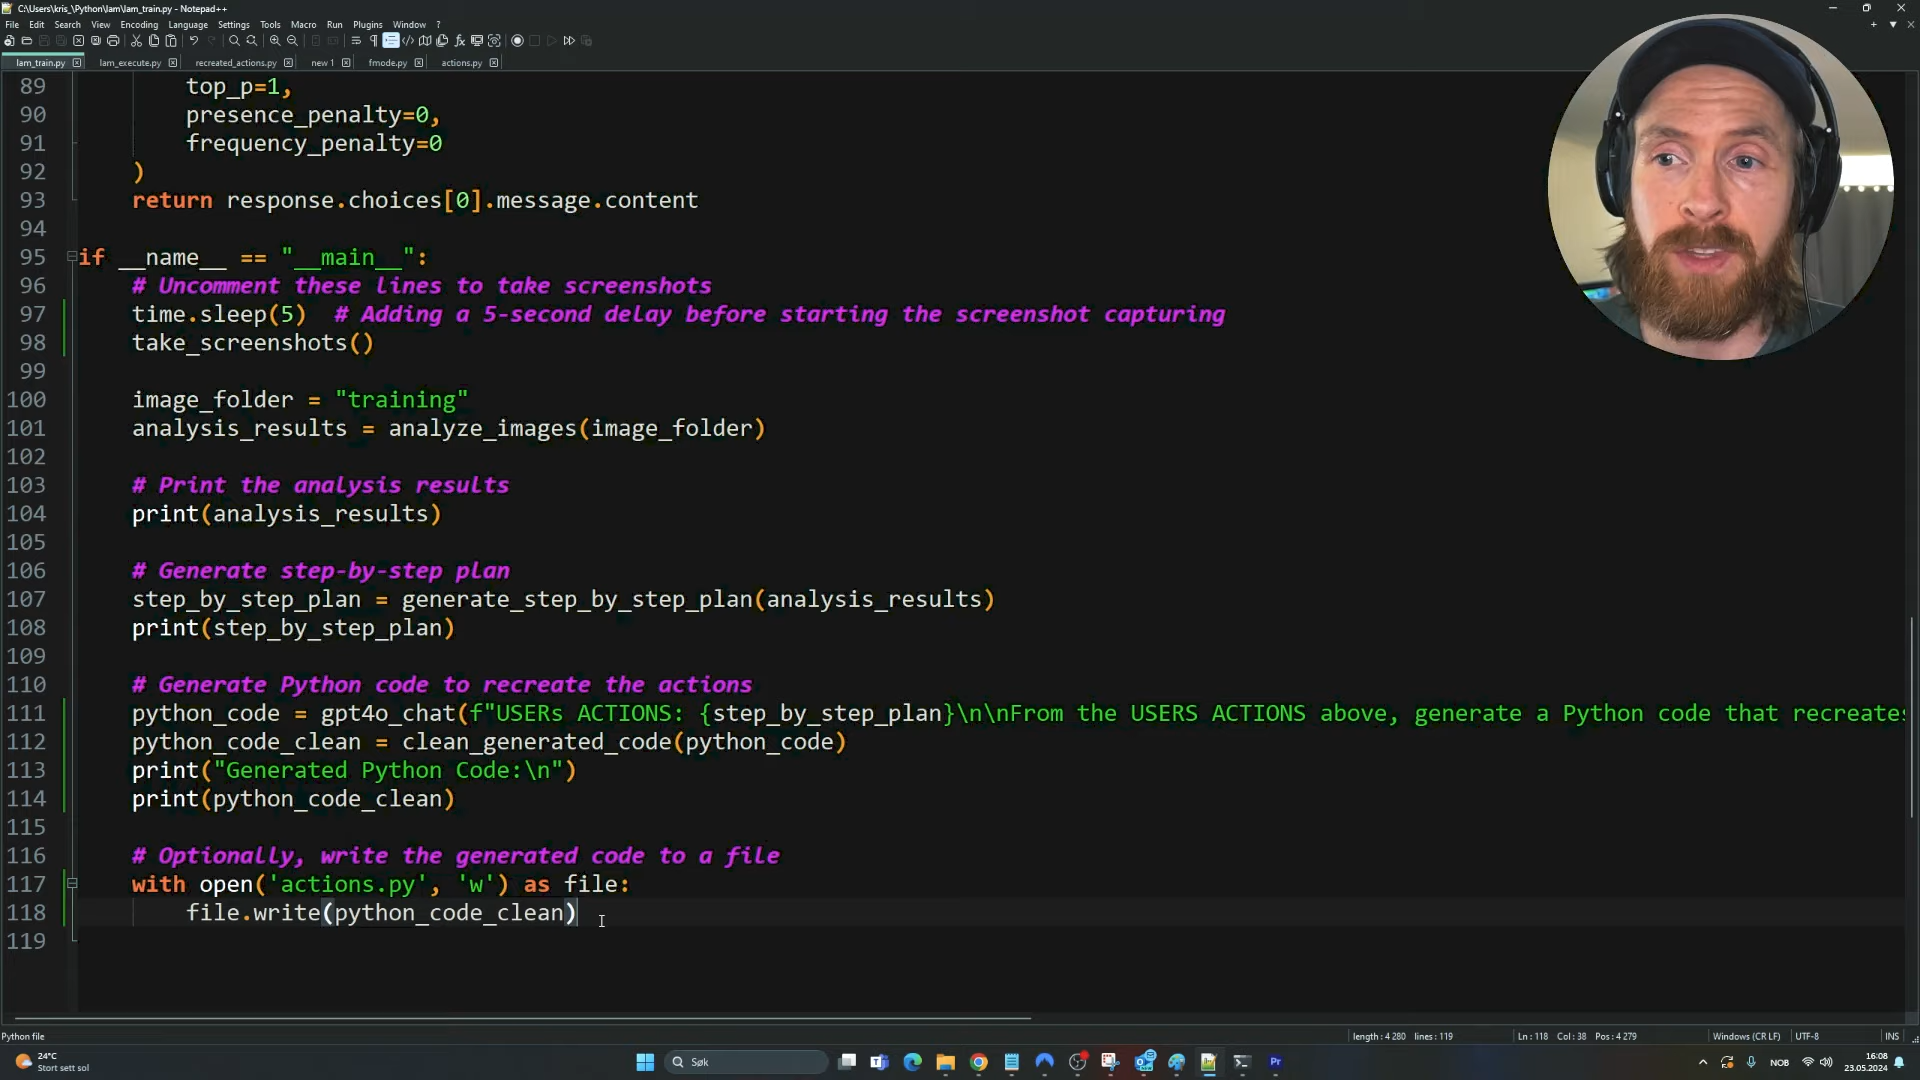 C:\Users\kris_\Python\lam\lam_train.py - Notepad++
File Edit Search View Encoding Language Settings Tools Macro Run Plugins Window ?
lam_train.py lam_execute.py recreated_actions.py new 1 fmode.py actions.py
89 top_p=1,
90 presence_penalty=0,
91 frequency_penalty=0
92 )
93 return response.choices[0].message.content
94
95 if __name__ == "__main__":
96 # Uncomment these lines to take screenshots
97 time.sleep(5) # Adding a 5-second delay before starting the screenshot capturing
98 take_screenshots()
99
100 image_folder = "training"
101 analysis_results = analyze_images(image_folder)
102
103 # Print the analysis results
104 print(analysis_results)
105
106 # Generate step-by-step plan
107 step_by_step_plan = generate_step_by_step_plan(analysis_results)
108 print(step_by_step_plan)
109
110 # Generate Python code to recreate the actions
111 python_code = gpt4o_chat(f"USERs ACTIONS: {step_by_step_plan}\n\nFrom the USERS ACTIONS above, generate a Python code that recreates
112 python_code_clean = clean_generated_code(python_code)
113 print("Generated Python Code:\n")
114 print(python_code_clean)
115
116 # Optionally, write the generated code to a file
117 with open('actions.py', 'w') as file:
118 file.write(python_code_clean)
119
Python file length : 4 280 lines : 119 Ln : 118 Col : 38 Pos : 4 279 Windows (CR LF) UTF-8 INS
24°C
Stort sett sol
Søk
Pr
NOB
16:08
23.05.2024